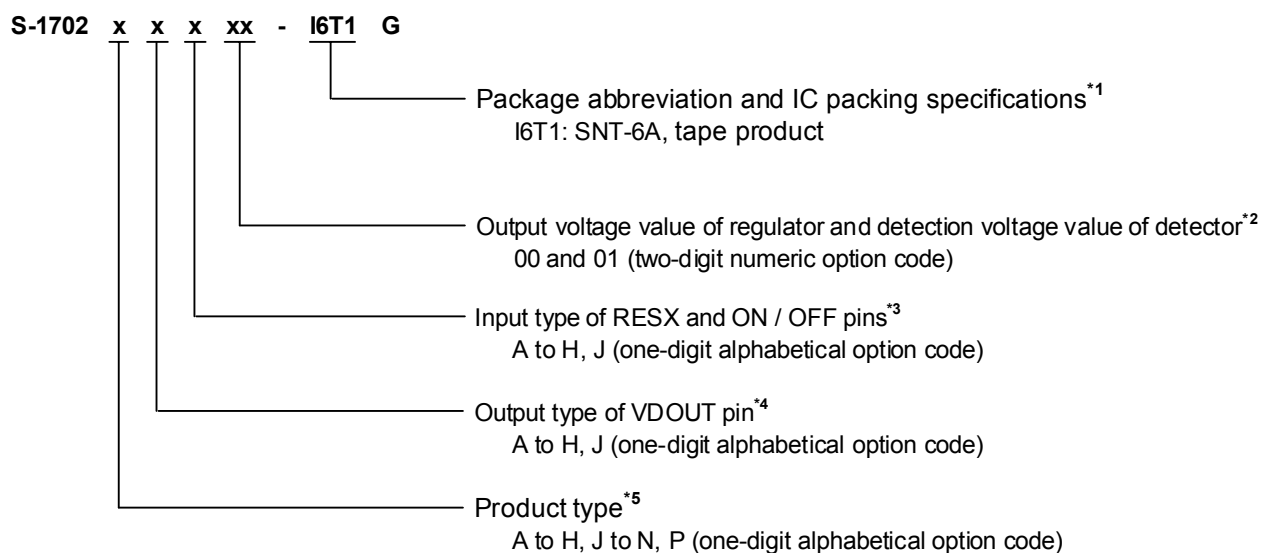 S-1702 x x x xx - I6T1 G
Package abbreviation and IC packing specifications*1
I6T1: SNT-6A, tape product
Output voltage value of regulator and detection voltage value of detector*2
00 and 01 (two-digit numeric option code)
Input type of RESX and ON / OFF pins*3
A to H, J (one-digit alphabetical option code)
Output type of VDOUT pin*4
A to H, J (one-digit alphabetical option code)
Product type*5
A to H, J to N, P (one-digit alphabetical option code)